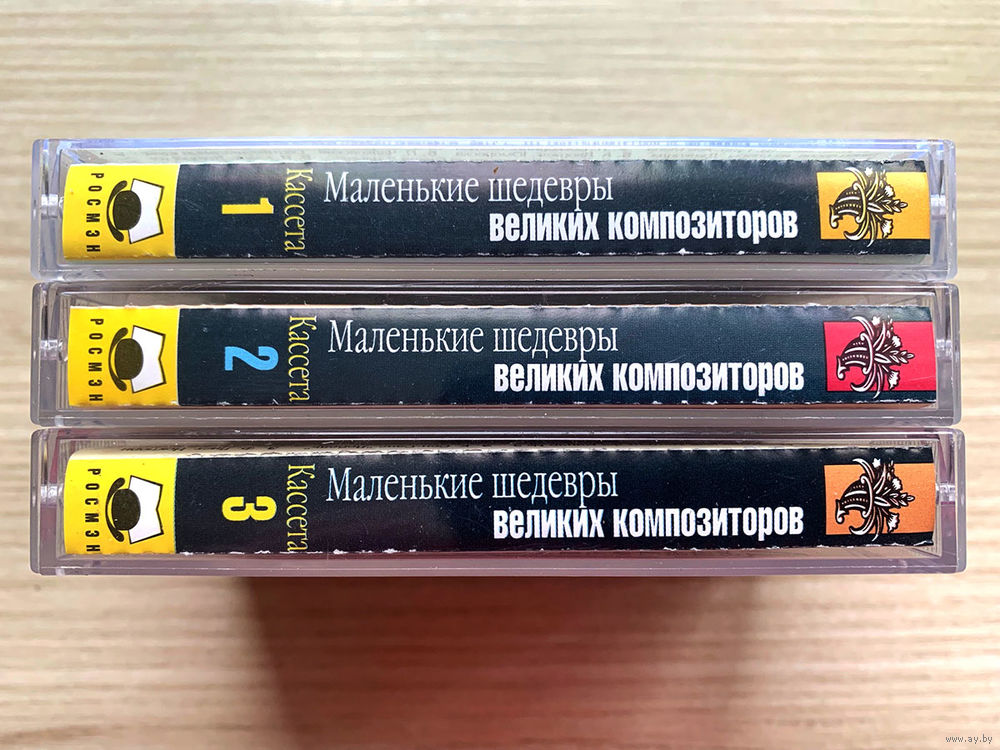 РОСМЭН
1
Кассета
Маленькие шедевры
великих композиторов
РОСМЭН
2
Кассета
Маленькие шедевры
великих композиторов
РОСМЭН
3
Кассета
Маленькие шедевры
великих композиторов
www.ay.by